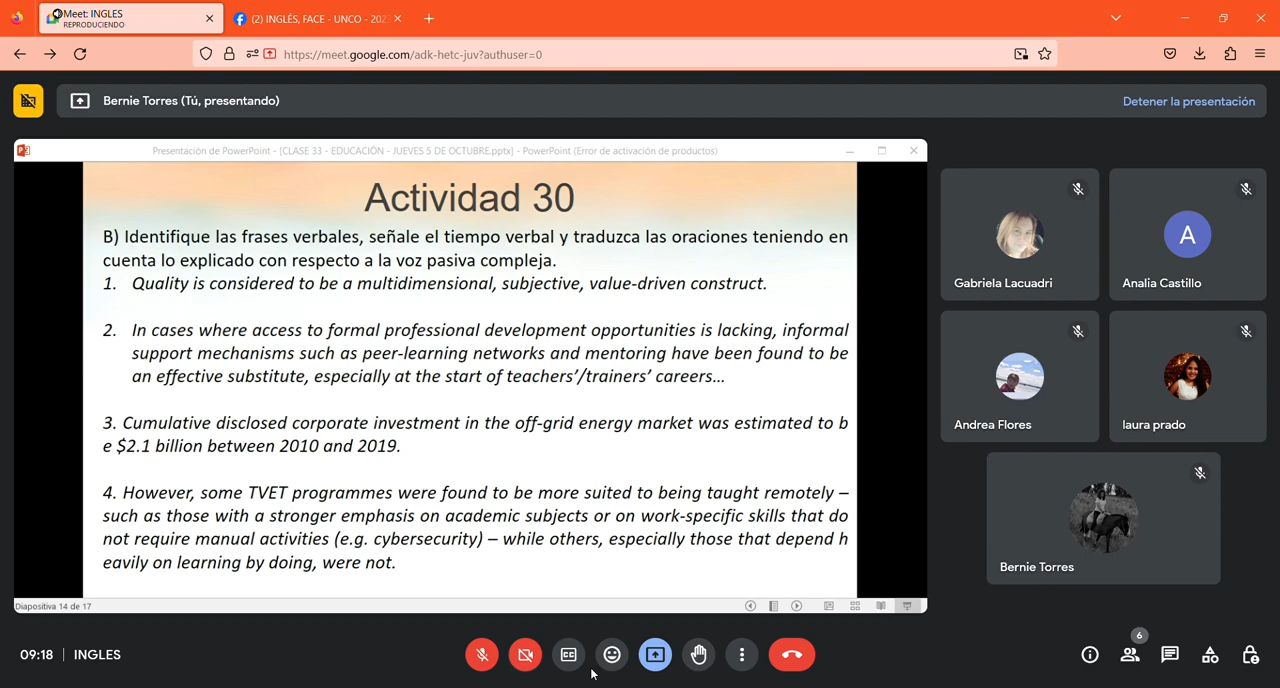 Meet: INGLES
REPRODUCIENDO
(2) INGLÉS, FACE - UNCO - 202
https://meet.google.com/adk-hetc-juv?authuser=0
Bernie Torres (Tú, presentando)
Detener la presentación
Presentación de PowerPoint - [CLASE 33 - EDUCACIÓN - JUEVES 5 DE OCTUBRE.pptx] - PowerPoint (Error de activación de productos)
Actividad 30
B) Identifique las frases verbales, señale el tiempo verbal y traduzca las oraciones teniendo en
cuenta lo explicado con respecto a la voz pasiva compleja.
1. Quality is considered to be a multidimensional, subjective, value-driven construct.
2. In cases where access to formal professional development opportunities is lacking, informal
support mechanisms such as peer-learning networks and mentoring have been found to be
an effective substitute, especially at the start of teachers’/trainers’ careers...
3. Cumulative disclosed corporate investment in the off-grid energy market was estimated to b
e $2.1 billion between 2010 and 2019.
4. However, some TVET programmes were found to be more suited to being taught remotely –
such as those with a stronger emphasis on academic subjects or on work-specific skills that do
not require manual activities (e.g. cybersecurity) – while others, especially those that depend h
eavily on learning by doing, were not.
Diapositiva 14 de 17
Gabriela Lacuadri
A
Analia Castillo
Andrea Flores
laura prado
Bernie Torres
09:18 | INGLES
6